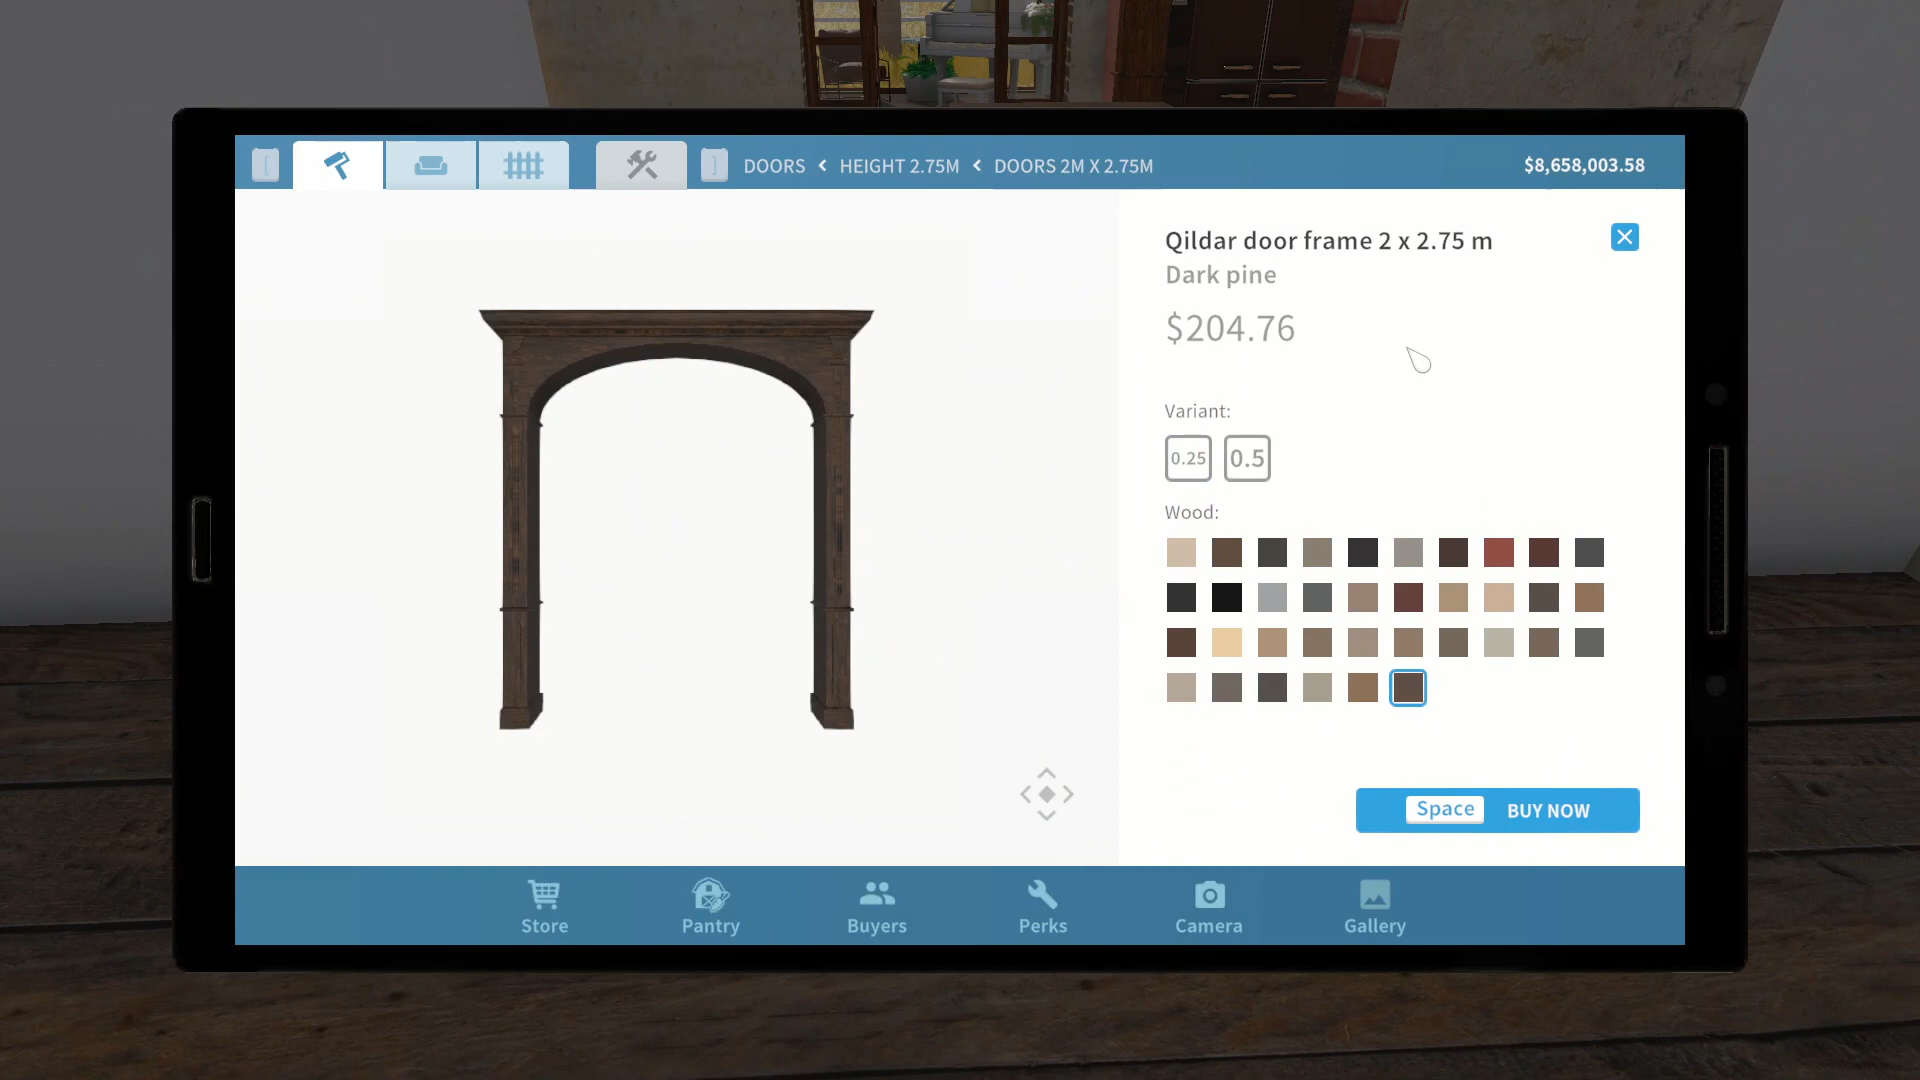 [
]
DOORS < HEIGHT 2.75M < DOORS 2M X 2.75M
$8,658,003.58
Qildar door frame 2 x 2.75 m
Dark pine
$204.76
Variant:
0.25
0.5
Wood:
Space BUY NOW
Store
Pantry
Buyers
Perks
Camera
Gallery